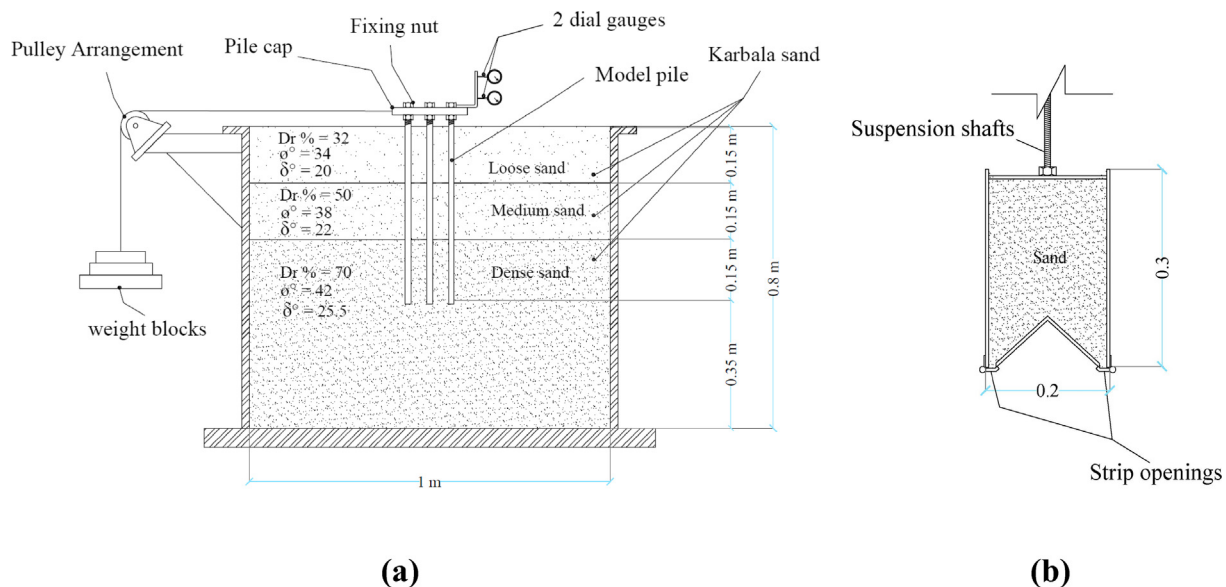 Pulley Arrangement
Pile cap
Fixing nut
2 dial gauges
Model pile
Karbala sand
Dr % = 32
ø° = 34
δ° = 20
Loose sand
Dr % = 50
ø° = 38
δ° = 22
Medium sand
Dr % = 70
ø° = 42
δ° = 25.5
Dense sand
weight blocks
0.15 m
0.15 m
0.15 m
0.35 m
0.8 m
1 m
(a)
Suspension shafts
Sand
0.3
0.2
Strip openings
(b)